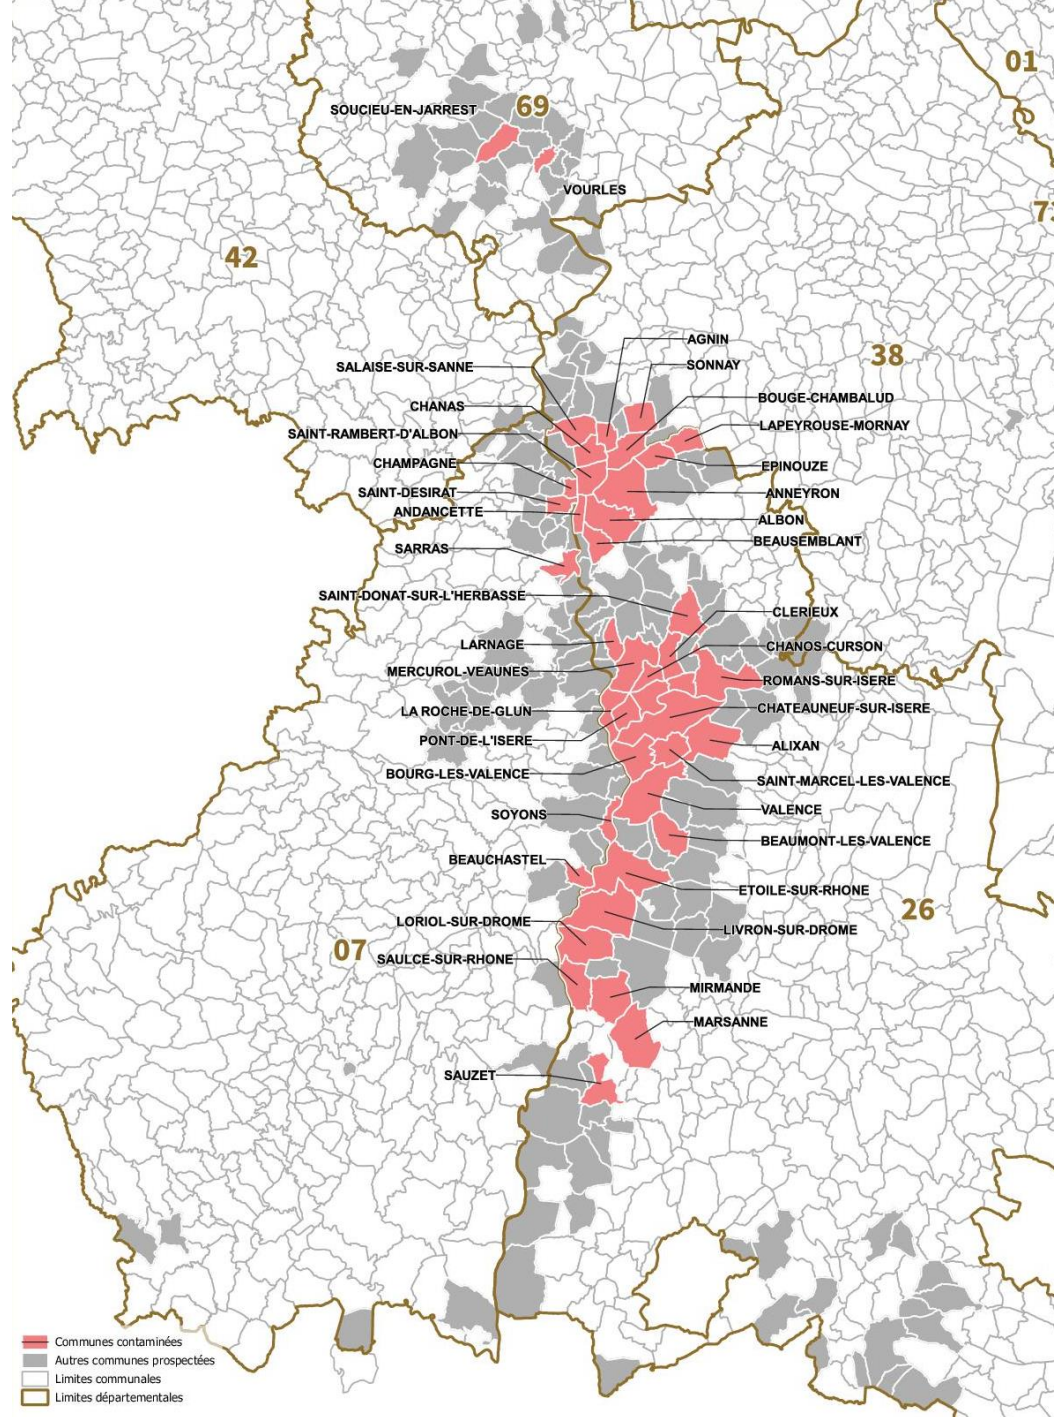 01
SOUCIEU-EN-JARREST
69
VOURLES
42
AGNIN
38
SALAISE-SUR-SANNE
SONNAY
BOUGE-CHAMBALUD
CHANAS
LAPEYROUSE-MORNAY
SAINT-RAMBERT-D'ALBON
CHAMPAGNE
EPINOUZE
SAINT-DESIRAT
ANNEYRON
ANDANCETTE
ALBON
BEAUSEMBLANT
SARRAS
SAINT-DONAT-SUR-L'HERBASSE
CLERIEUX
LARNAGE
CHANOS-CURSON
MERCUROL-VEAUNES
ROMANS-SUR-ISERE
LA ROCHE-DE-GLUN
CHATEAUNEUF-SUR-ISERE
PONT-DE-L'ISERE
ALIXAN
BOURG-LES-VALENCE
SAINT-MARCEL-LES-VALENCE
SOYONS
VALENCE
BEAUMONT-LES-VALENCE
BEAUCHASTEL
ETOILE-SUR-RHONE
26
LORIOL-SUR-DROME
LIVRON-SUR-DROME
07
SAULCE-SUR-RHONE
MIRMANDE
MARSANNE
SAUZET
Communes contaminées
Autres communes prospectées
Limites communales
Limites départementales